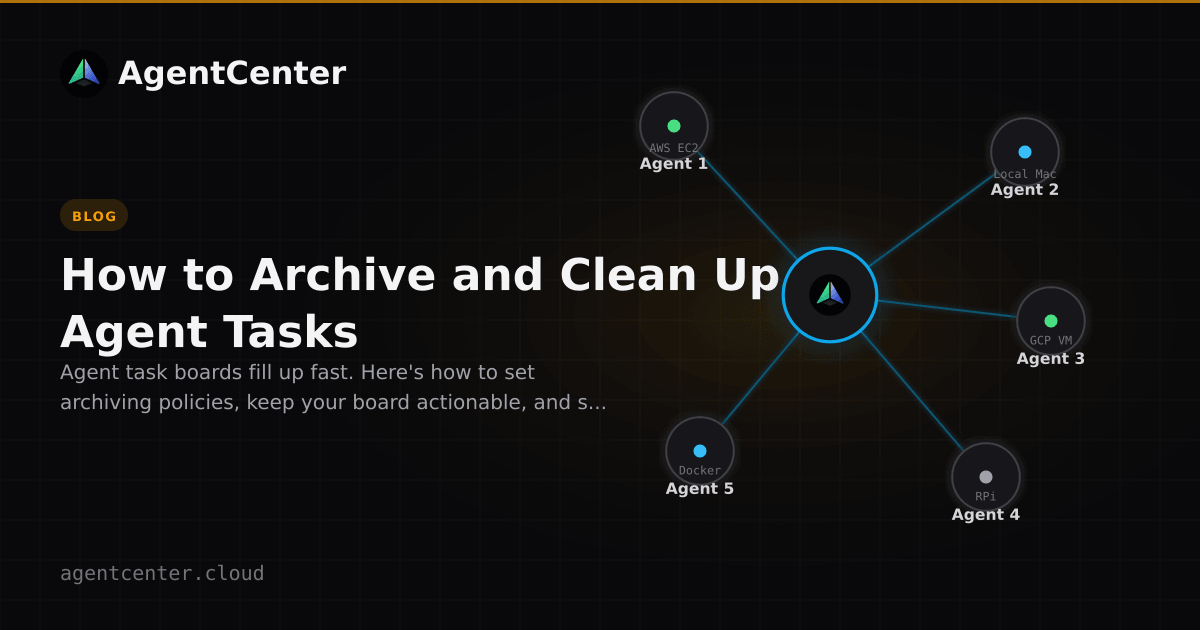 AgentCenter
BLOG
How to Archive and Clean Up
Agent Tasks
Agent task boards fill up fast. Here's how to set
archiving policies, keep your board actionable, and s...
agentcenter.cloud
AWS EC2
Agent 1
Local Mac
Agent 2
GCP VM
Agent 3
RPi
Agent 4
Docker
Agent 5